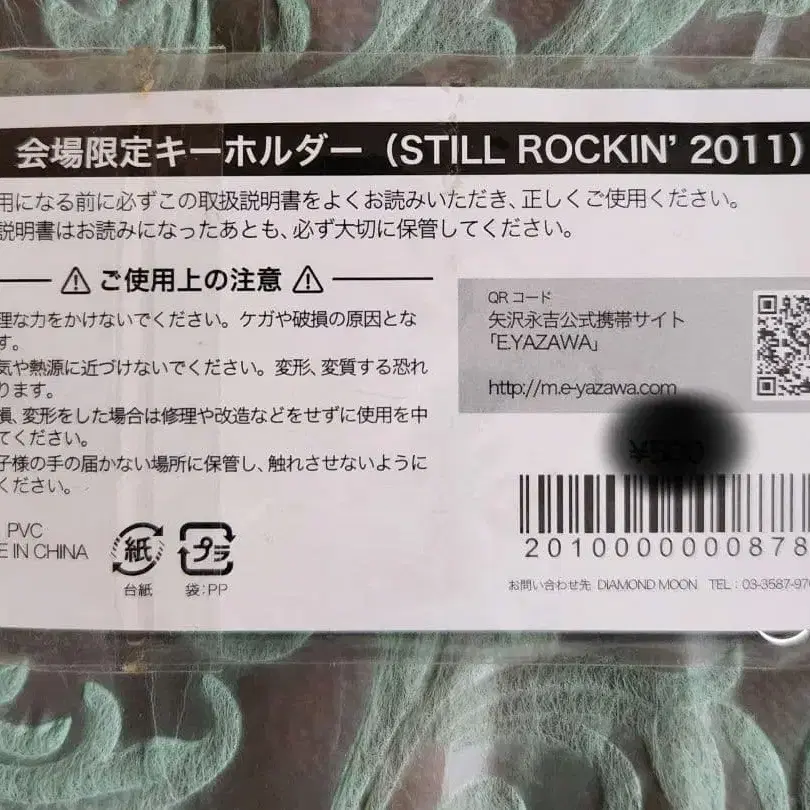 会場限定キーホルダー（STILL ROCKIN' 2011）
用になる前に必ずこの取扱説明書をよくお読みいただき、正しくご使用ください。
説明書はお読みになったあとも、必ず大切に保管してください。
ご使用上の注意
理な力をかけないでください。ケガや破損の原因とな
す。
気や熱源に近づけないでください。変形、変質する恐れ
ります。
損、変形をした場合は修理や改造などをせずに使用を中
てください。
子様の手の届かない場所に保管し、触れさせないように
ください。
PVC
E IN CHINA
紙
台紙
プラ
袋：PP
QRコード
矢沢永吉公式携帯サイト
「E.YAZAWA」
http://m.e-yazawa.com
2010000000878
お問い合わせ先 DIAMOND MOON TEL：03-3587-97